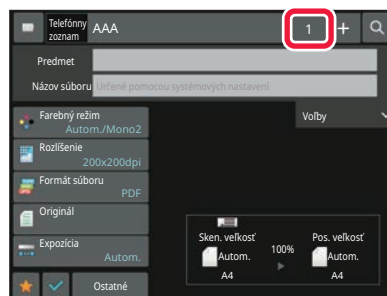 Telefónny zoznam AAA 1 +
Predmet
Názov súboru Určené pomocou systémových nastavení
Farebný režim
Autom./Mono2
Voľby
Rozlíšenie
200x200dpi
Formát súboru
PDF
Originál
Expozícia
Autom.
Sken. veľkosť
Autom.
A4
100%
Pos. veľkosť
Autom.
A4
Ostatné